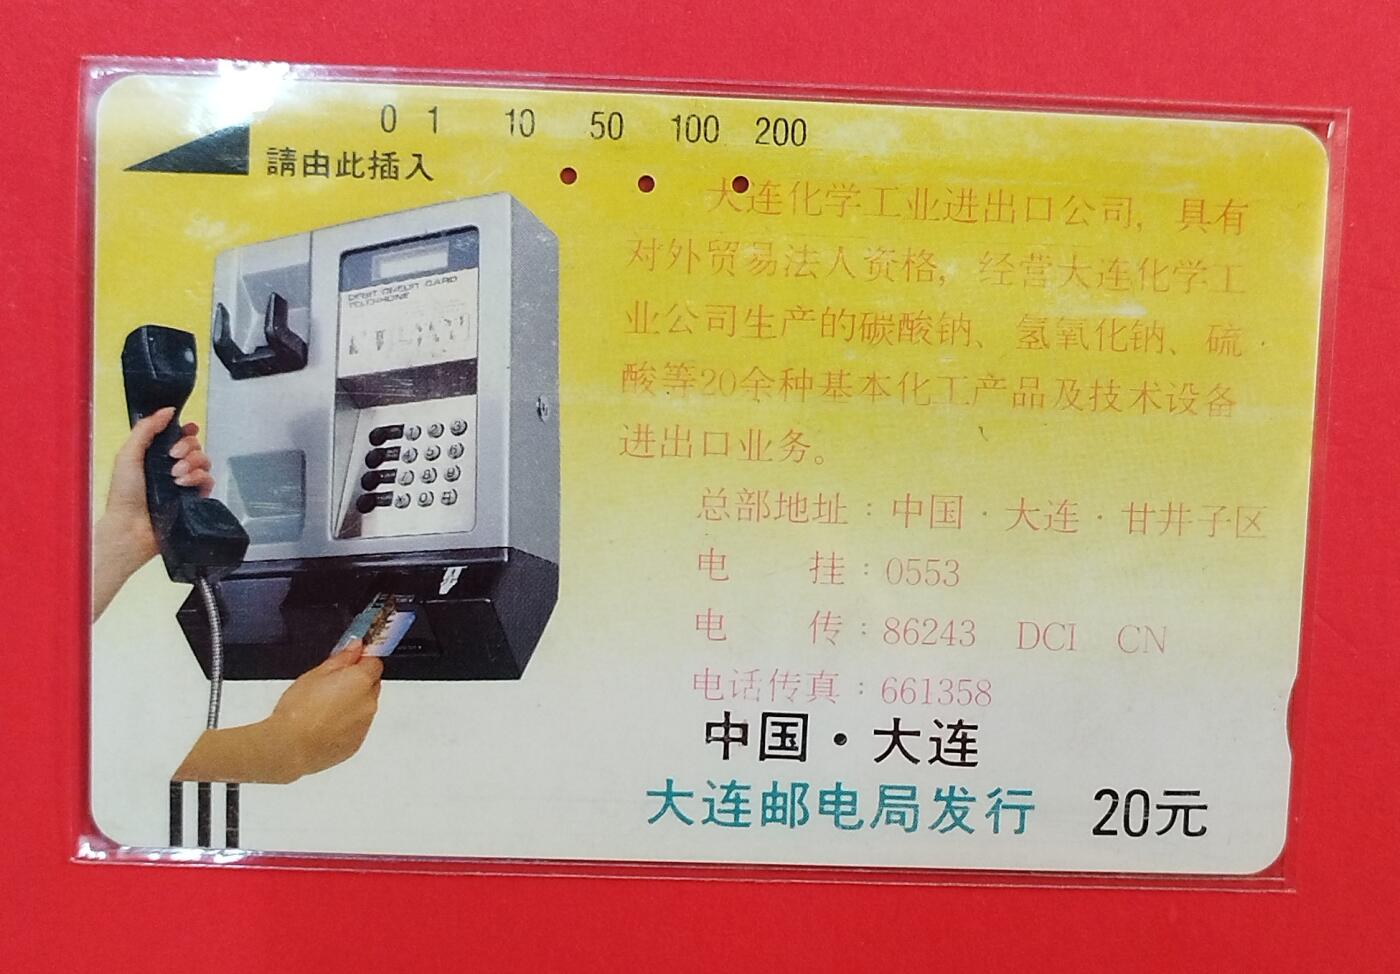 0 1 10 50 100 200
請由此插入
DEBIT CREDIT CARD
TELEPHONE
大连化学工业进出口公司，具有
对外贸易法人资格，经营大连化学工
业公司生产的碳酸钠、氢氧化钠、硫
酸等20余种基本化工产品及技术设备
进出口业务。
总部地址：中国·大连·甘井子区
电 挂：0553
电 传：86243 DCI CN
电话传真：661358
中国·大连
大连邮电局发行 20元